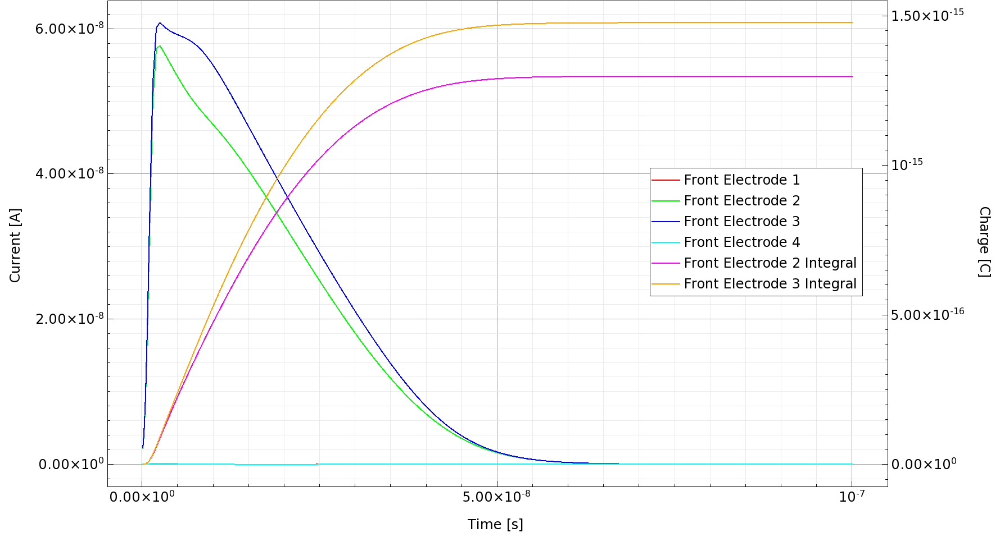 6.00×10⁻⁸
4.00×10⁻⁸
2.00×10⁻⁸
0.00×10⁰
Current [A]
1.50×10⁻¹⁵
10⁻¹⁵
5.00×10⁻¹⁶
0.00×10⁰
Charge [C]
Front Electrode 1
Front Electrode 2
Front Electrode 3
Front Electrode 4
Front Electrode 2 Integral
Front Electrode 3 Integral
0.00×10⁰
5.00×10⁻⁸
10⁻⁷
Time [s]